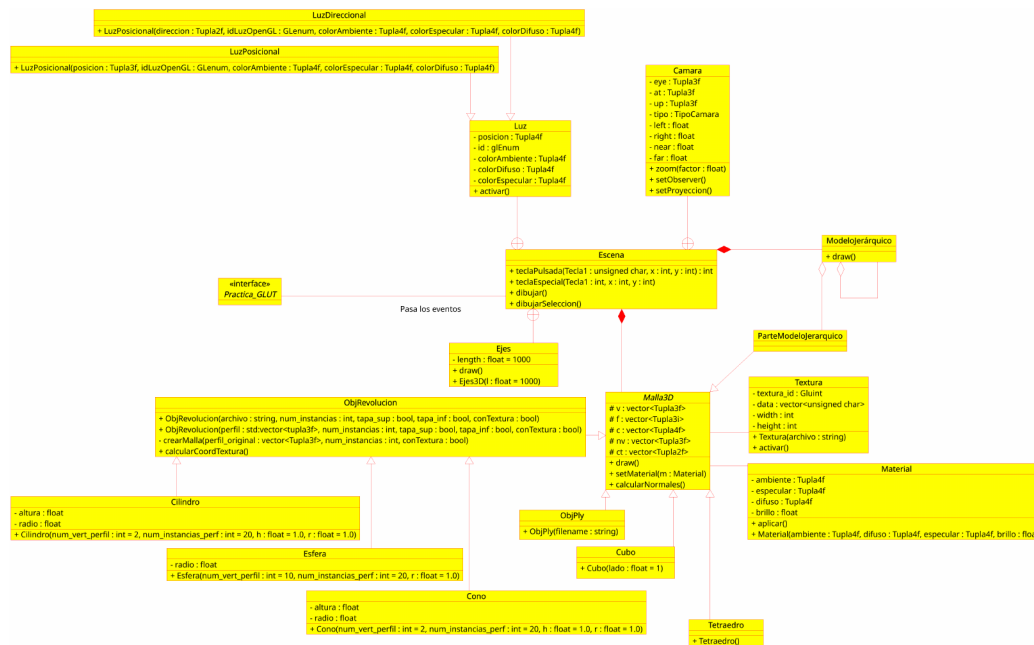 LuzDireccional
+ LuzPosicional(direccion : Tupla2f, idLuzOpenGL : GLenum, colorAmbiente : Tupla4f, colorEspecular : Tupla4f, colorDifuso : Tupla4f)
LuzPosicional
+ LuzPosicional(posicion : Tupla3f, idLuzOpenGL : GLenum, colorAmbiente : Tupla4f, colorEspecular : Tupla4f, colorDifuso : Tupla4f)
Camara
- eye : Tupla3f
- at : Tupla3f
- up : Tupla3f
- tipo : TipoCamara
- left : float
- right : float
- near : float
- far : float
+ zoom(factor : float)
+ setObserver()
+ setProyeccion()
Luz
- posicion : Tupla4f
- id : glEnum
- colorAmbiente : Tupla4f
- colorDifuso : Tupla4f
- colorEspecular : Tupla4f
+ activar()
ModeloJerárquico
+ draw()
Escena
+ teclaPulsada(Tecla1 : unsigned char, x : int, y : int) : int
+ teclaEspecial(Tecla1 : int, x : int, y : int)
+ dibujar()
+ dibujarSeleccion()
«interface»
Practica_GLUT
Pasa los eventos
ParteModeloJerarquico
Ejes
- length : float = 1000
+ draw()
+ Ejes3D(l : float = 1000)
Textura
- textura_id : Gluint
- data : vector<unsigned char>
- width : int
- height : int
+ Textura(archivo : string)
+ activar()
Malla3D
# v : vector<Tupla3f>
# f : vector<Tupla3i>
# c : vector<Tupla4f>
# nv : vector<Tupla3f>
# ct : vector<Tupla2f>
+ draw()
+ setMaterial(m : Material)
+ calcularNormales()
ObjRevolucion
+ ObjRevolucion(archivo : string, num_instancias : int, tapa_sup : bool, tapa_inf : bool, conTextura : bool)
+ ObjRevolucion(perfil : std:vector<tupla3f>, num_instancias : int, tapa_sup : bool, tapa_inf : bool, conTextura : bool)
- crearMalla(perfil_original : vector<Tupla3f>, num_instancias : int, conTextura : bool)
+ calcularCoordTextura()
Material
- ambiente : Tupla4f
- especular : Tupla4f
- difuso : Tupla4f
- brillo : float
+ aplicar()
+ Material(ambiente : Tupla4f, difuso : Tupla4f, especular : Tupla4f, brillo : floa
Cilindro
- altura : float
- radio : float
+ Cilindro(num_vert_perfil : int = 2, num_instancias_perf : int = 20, h : float = 1.0, r : float = 1.0)
ObjPly
+ ObjPly(filename : string)
Esfera
- radio : float
+ Esfera(num_vert_perfil : int = 10, num_instancias_perf : int = 20, r : float = 1.0)
Cubo
+ Cubo(lado : float = 1)
Cono
- altura : float
- radio : float
+ Cono(num_vert_perfil : int = 2, num_instancias_perf : int = 20, h : float = 1.0, r : float = 1.0)
Tetraedro
+ Tetraedro()